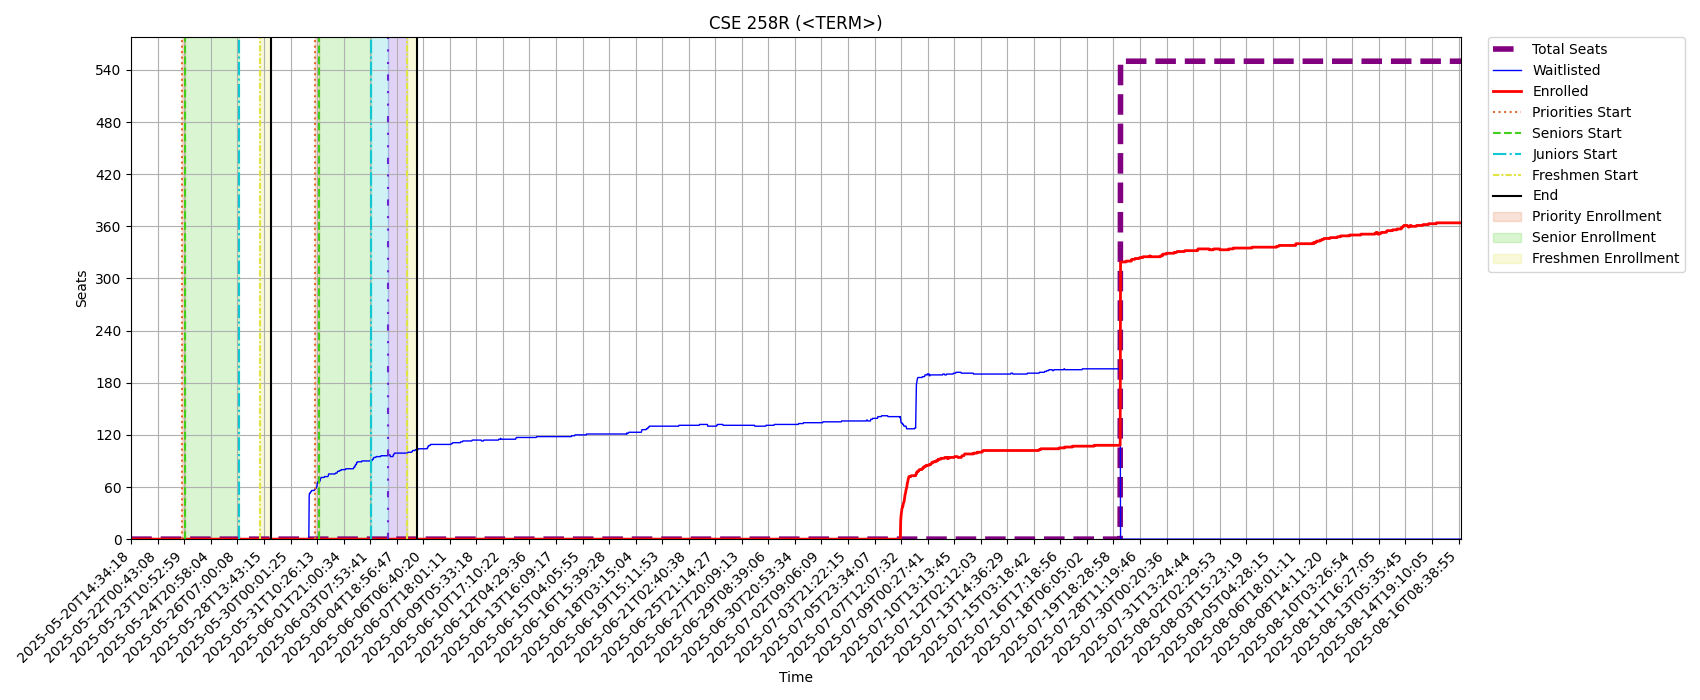 CSE 258R (<TERM>)
Seats
540
480
420
360
300
240
180
120
60
0
2025-05-20T14:34:18
2025-05-22T00:43:08
2025-05-23T10:52:59
2025-05-24T20:58:04
2025-05-26T07:00:08
2025-05-28T13:43:15
2025-05-30T00:01:25
2025-05-31T10:26:13
2025-06-01T21:00:34
2025-06-03T07:53:41
2025-06-04T18:56:47
2025-06-06T06:40:20
2025-06-07T18:01:11
2025-06-09T05:33:18
2025-06-10T17:10:22
2025-06-12T04:29:36
2025-06-13T16:09:17
2025-06-15T04:05:55
2025-06-16T15:39:28
2025-06-18T03:15:04
2025-06-19T15:11:53
2025-06-21T02:40:38
2025-06-25T21:14:27
2025-06-27T20:09:13
2025-06-29T08:39:06
2025-06-30T20:53:34
2025-07-02T09:06:09
2025-07-03T21:22:15
2025-07-05T23:34:07
2025-07-07T12:07:32
2025-07-09T00:27:41
2025-07-10T13:13:45
2025-07-12T02:12:03
2025-07-13T14:36:29
2025-07-15T03:18:42
2025-07-16T17:18:56
2025-07-18T06:05:02
2025-07-19T18:28:58
2025-07-28T11:19:46
2025-07-30T00:20:36
2025-07-31T13:24:44
2025-08-02T02:29:53
2025-08-03T15:23:19
2025-08-05T04:28:15
2025-08-06T18:01:11
2025-08-08T14:11:20
2025-08-10T03:26:54
2025-08-11T16:27:05
2025-08-13T05:35:45
2025-08-14T19:10:05
2025-08-16T08:38:55
Time
Total Seats
Waitlisted
Enrolled
Priorities Start
Seniors Start
Juniors Start
Freshmen Start
End
Priority Enrollment
Senior Enrollment
Freshmen Enrollment